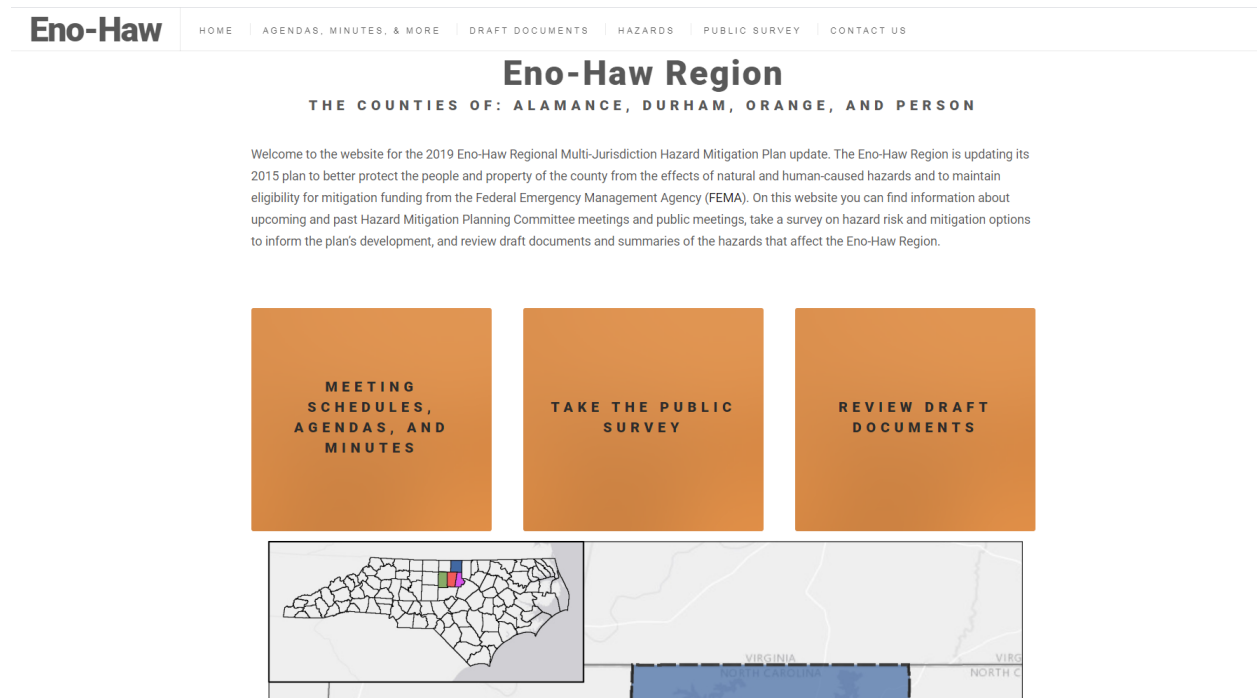 Eno-Haw
HOME
AGENDAS, MINUTES, & MORE
DRAFT DOCUMENTS
HAZARDS
PUBLIC SURVEY
CONTACT US
Eno-Haw Region
THE COUNTIES OF: ALAMANCE, DURHAM, ORANGE, AND PERSON
Welcome to the website for the 2019 Eno-Haw Regional Multi-Jurisdiction Hazard Mitigation Plan update. The Eno-Haw Region is updating its
2015 plan to better protect the people and property of the county from the effects of natural and human-caused hazards and to maintain
eligibility for mitigation funding from the Federal Emergency Management Agency (FEMA). On this website you can find information about
upcoming and past Hazard Mitigation Planning Committee meetings and public meetings, take a survey on hazard risk and mitigation options
to inform the plan's development, and review draft documents and summaries of the hazards that affect the Eno-Haw Region.
MEETING
SCHEDULES,
AGENDAS, AND
MINUTES
TAKE THE PUBLIC
SURVEY
REVIEW DRAFT
DOCUMENTS
VIRGINIA
NORTH CAROLINA
VIRG
NORTH C